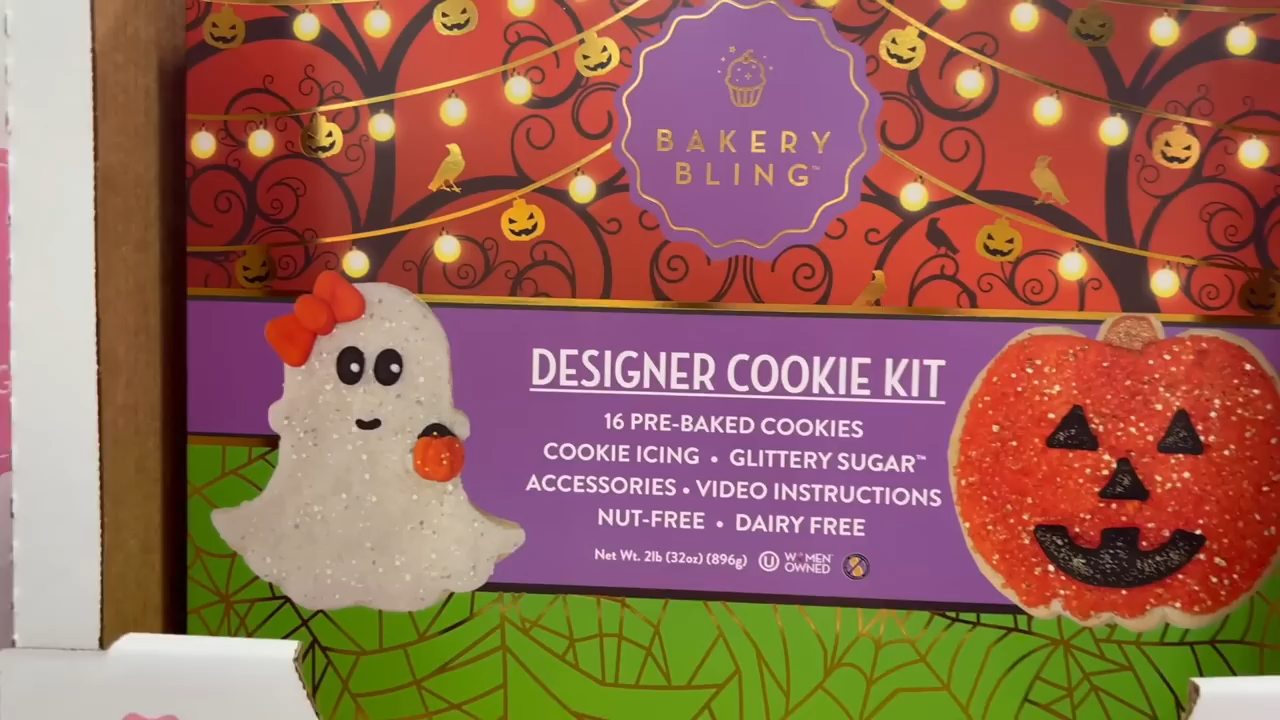 BAKERY
BLING™
DESIGNER COOKIE KIT
16 PRE-BAKED COOKIES
COOKIE ICING • GLITTERY SUGAR™
ACCESSORIES • VIDEO INSTRUCTIONS
NUT-FREE • DAIRY FREE
Net Wt. 2lb (32oz) (896g) U WOMEN OWNED